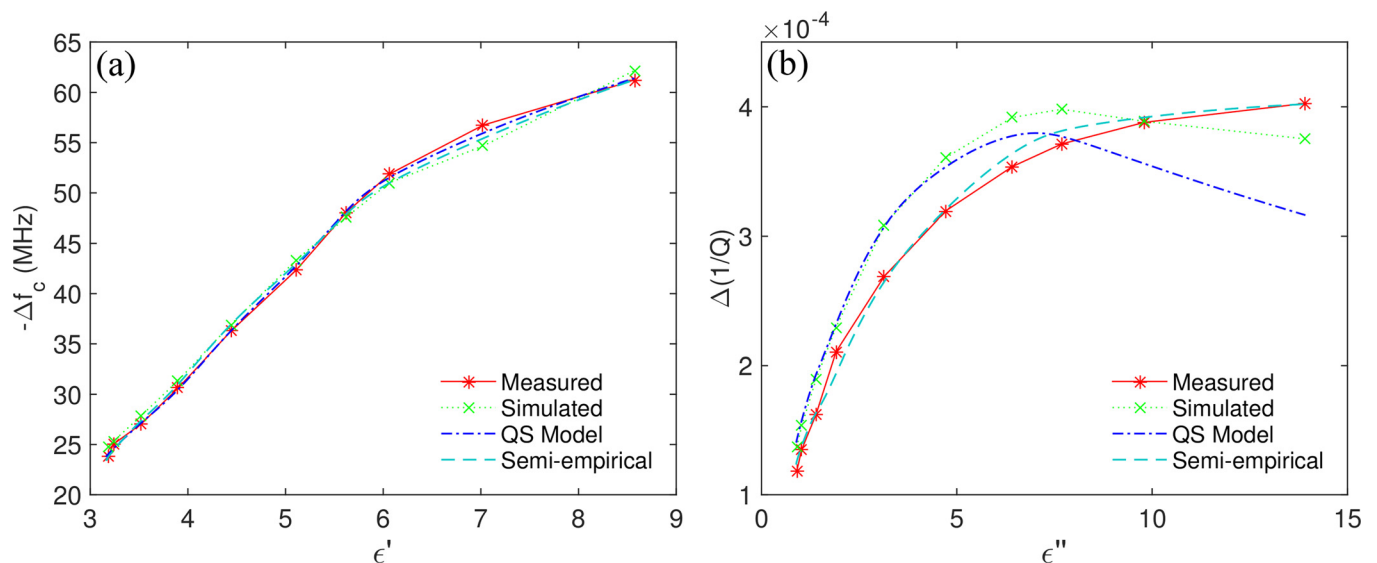 (a)
65
60
55
50
45
40
35
30
25
20
-Δf_c (MHz)
3 4 5 6 7 8 9
ϵ'
Measured
Simulated
QS Model
Semi-empirical
×10^-4
(b)
4
3
2
1
Δ(1/Q)
0 5 10 15
ϵ''
Measured
Simulated
QS Model
Semi-empirical